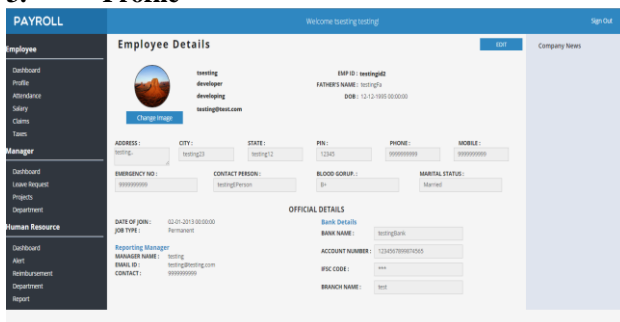 3. Profile
PAYROLL
Welcome tsesting testing!
Sign Out
Employee
Dashboard
Profile
Attendance
Salary
Claims
Taxes
Manager
Dashboard
Leave Request
Projects
Department
Human Resource
Dashboard
Alert
Reimbursement
Department
Report
Employee Details
EDIT
Company News
tsesting
developer
developing
testing@test.com
Change Image
EMP ID : testingid2
FATHER'S NAME : testingFa
DOB : 12-12-1995 00:00:00
ADDRESS : CITY : STATE : PIN : PHONE : MOBILE :
testing,. testing23 testing12 12345 9999999999 9999999999
EMERGENCY NO : CONTACT PERSON : BLOOD GORUP. : MARITAL STATUS :
9999999999 testingEPerson B+ Married
OFFICIAL DETAILS
DATE OF JOIN : 02-01-2013 00:00:00
JOB TYPE : Permanent
Reporting Manager
MANAGER NAME : testing
EMAIL ID : testing@testing.com
CONTACT : 9999999999
Bank Details
BANK NAME : testingBank
ACCOUNT NUMBER :
IFSC CODE :
BRANCH NAME : test